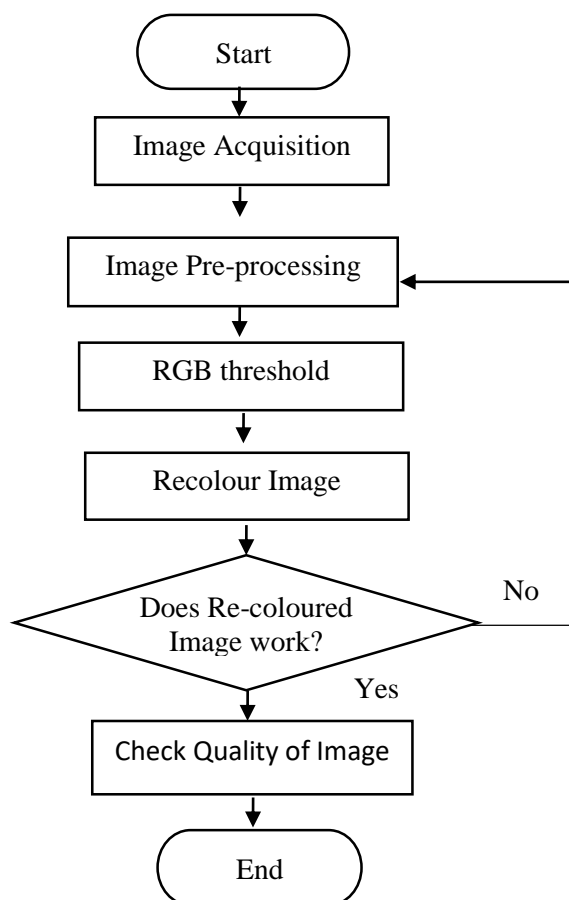 Start
Image Acquisition
Image Pre-processing
RGB threshold
Recolour Image
Does Re-coloured
Image work?
No
Yes
Check Quality of Image
End